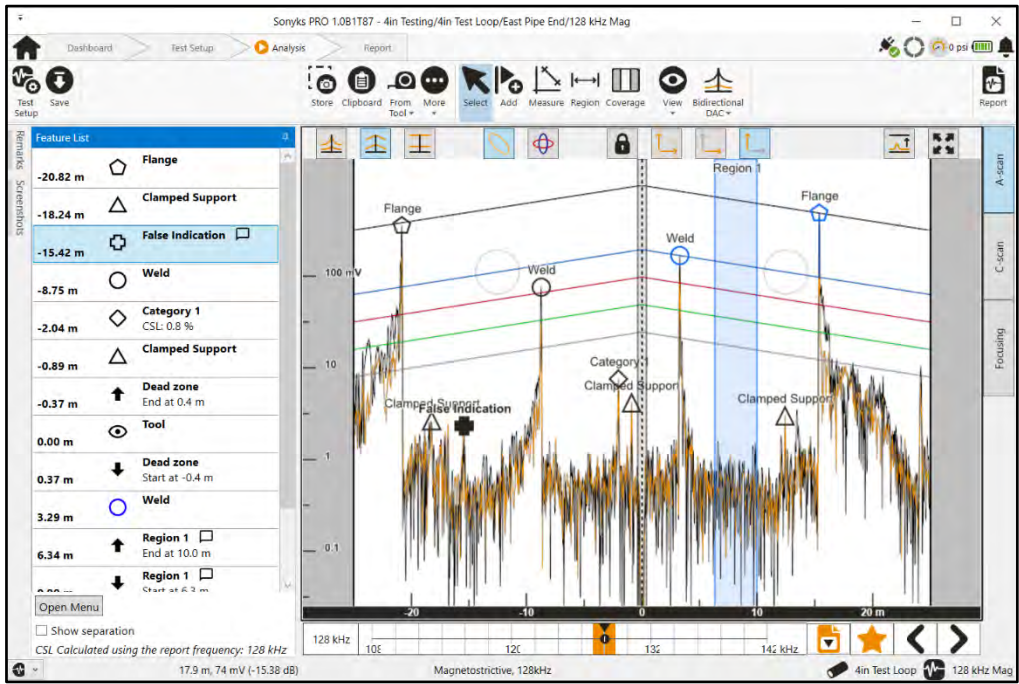 Sonyks PRO 1.0B1T87 - 4in Testing/4in Test Loop/East Pipe End/128 kHz Mag
Dashboard Test Setup Analysis Report
0 psi
Test Setup Save Store Clipboard From Tool More Select Add Measure Region Coverage View Bidirectional DAC Report
Remarks
Screenshots
Feature List
Flange
-20.82 m
Clamped Support
-18.24 m
False Indication
-15.42 m
Weld
-8.75 m
Category 1
CSL: 0.8 %
-2.04 m
Clamped Support
-0.89 m
Dead zone
End at 0.4 m
-0.37 m
Tool
0.00 m
Dead zone
Start at -0.4 m
0.37 m
Weld
3.29 m
Region 1
End at 10.0 m
6.34 m
Region 1
Start at 6.3 m
Open Menu
Show separation
CSL Calculated using the report frequency: 128 kHz
Region 1
Flange
Flange
Weld
Weld
100 mV
10
1
0.1
Category 1
Clamped Support
Clamped Support
Clamped Support
False Indication
-20 -10 0 10 20 m
A-scan
C-scan
Focusing
128 kHz 132 142 kHz
17.9 m, 74 mV (-15.38 dB) Magnetostrictive, 128kHz 4in Test Loop 128 kHz Mag